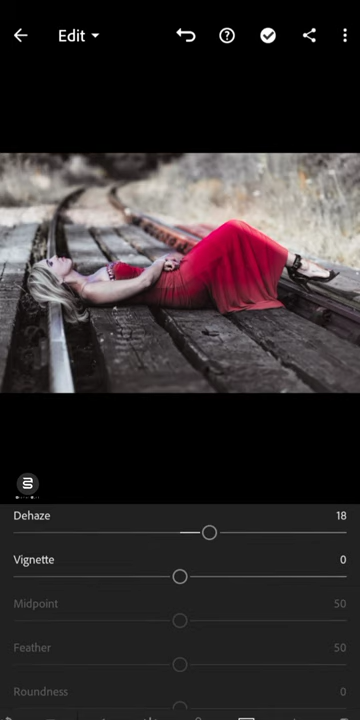 Edit
Dehaze 18
Vignette 0
Midpoint 50
Feather 50
Roundness 0